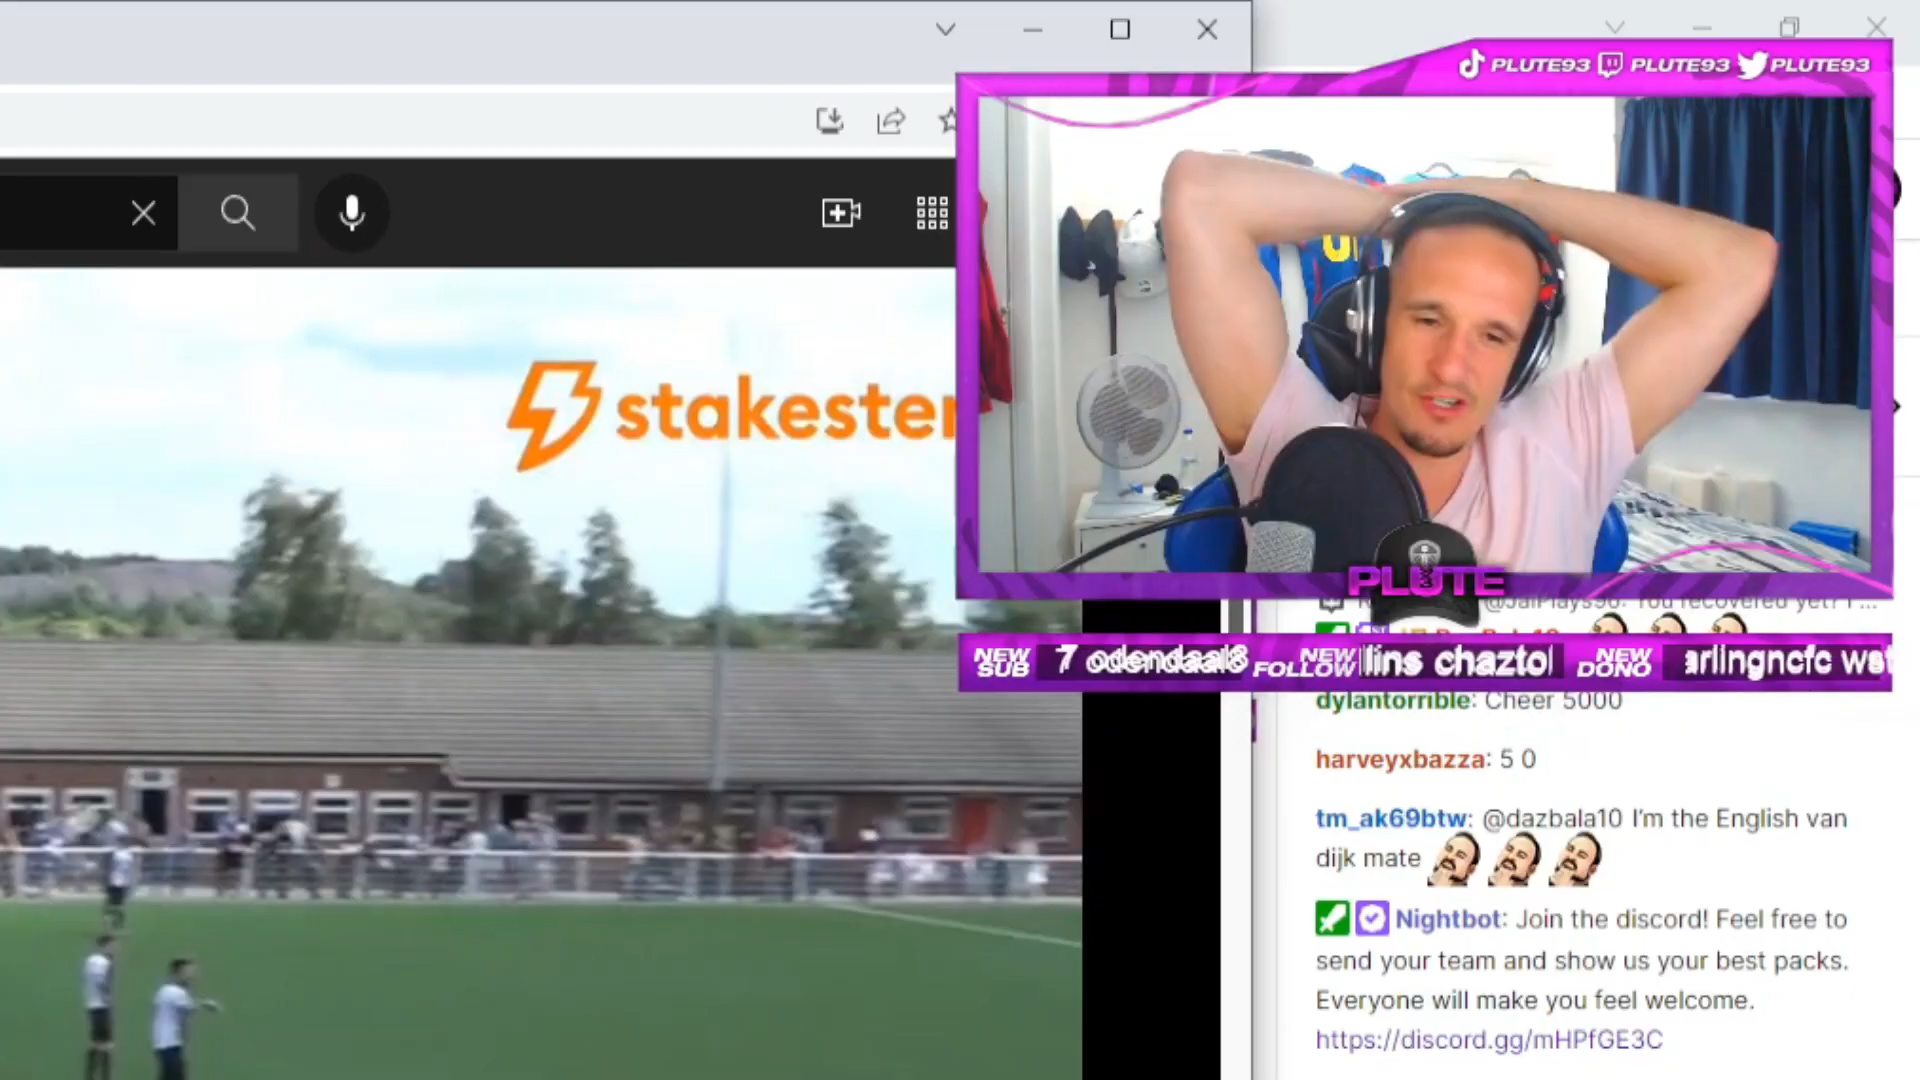 PLUTE93 PLUTE93 PLUTE93
stakester
PLUTE
NEW SUB 7 odendaal8 NEW FOLLOW lins chaztol NEW DONO arlingncfc
dylantorrible: Cheer 5000
harveyxbazza: 5 0
tm_ak69btw: @dazbala10 I'm the English van
dijk mate
Nightbot: Join the discord! Feel free to
send your team and show us your best packs.
Everyone will make you feel welcome.
https://discord.gg/mHPfGE3C